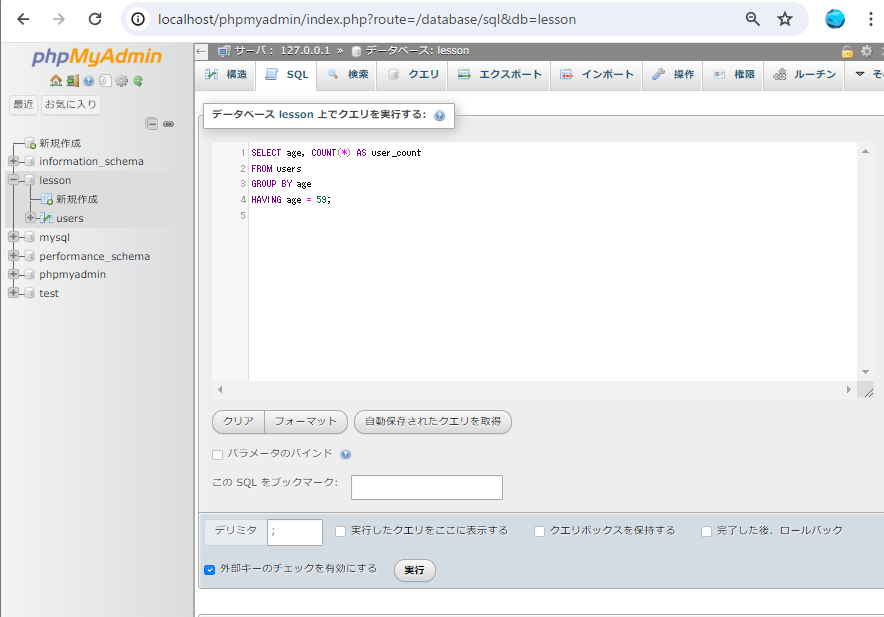 localhost/phpmyadmin/index.php?route=/database/sql&db=lesson
phpMyAdmin
最近 お気に入り
新規作成
information_schema
lesson
新規作成
users
mysql
performance_schema
phpmyadmin
test
サーバ: 127.0.0.1 » データベース: lesson
構造 SQL 検索 クエリ エクスポート インポート 操作 権限 ルーチン そ
データベース lesson 上でクエリを実行する:
1 SELECT age, COUNT(*) AS user_count
2 FROM users
3 GROUP BY age
4 HAVING age = 59;
5
クリア フォーマット 自動保存されたクエリを取得
パラメータのバインド
この SQL をブックマーク:
デリミタ ; 実行したクエリをここに表示する クエリボックスを保持する 完了した後、ロールバック
外部キーのチェックを有効にする 実行